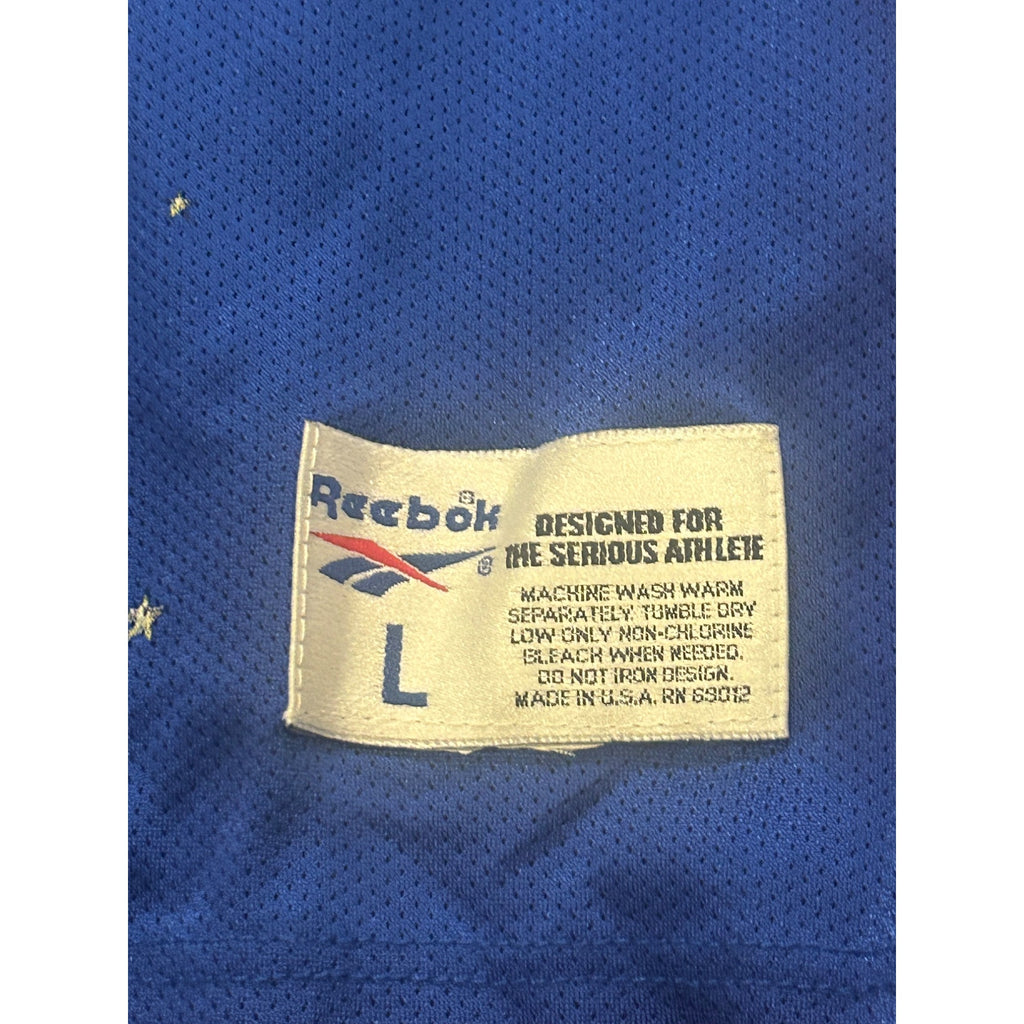 Reebok®
®
L
DESIGNED FOR
THE SERIOUS ATHLETE
MACHINE WASH WARM
SEPARATELY. TUMBLE DRY
LOW ONLY NON-CHLORINE
BLEACH WHEN NEEDED.
DO NOT IRON DESIGN.
MADE IN U.S.A. RN 69012